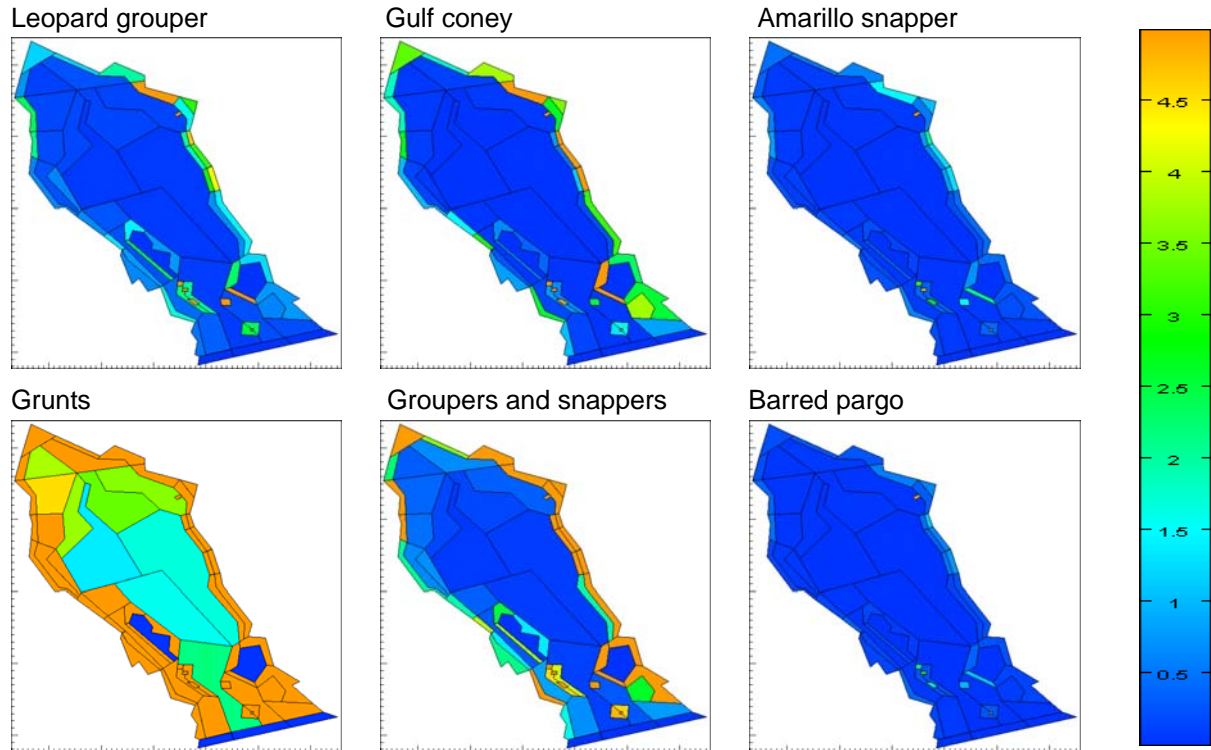 Leopard grouper
Gulf coney
Amarillo snapper
4.5
4
3.5
3
2.5
2
1.5
1
0.5
Grunts
Groupers and snappers
Barred pargo